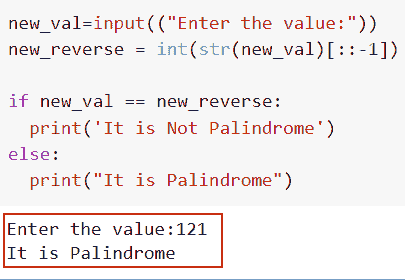 new_val=input(("Enter the value:"))
new_reverse = int(str(new_val)[::-1])
if new_val == new_reverse:
print('It is Not Palindrome')
else:
print("It is Palindrome")
Enter the value:121
It is Palindrome